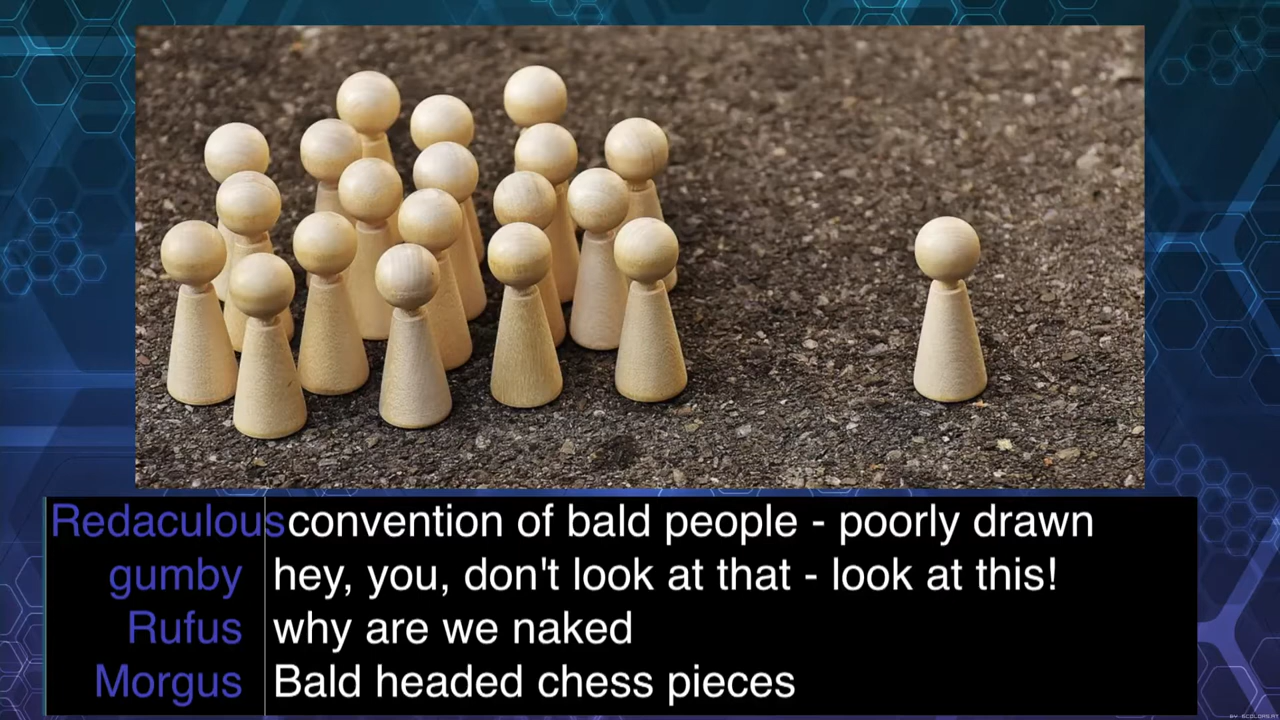 Redaculous convention of bald people - poorly drawn
gumby hey, you, don't look at that - look at this!
Rufus why are we naked
Morgus Bald headed chess pieces